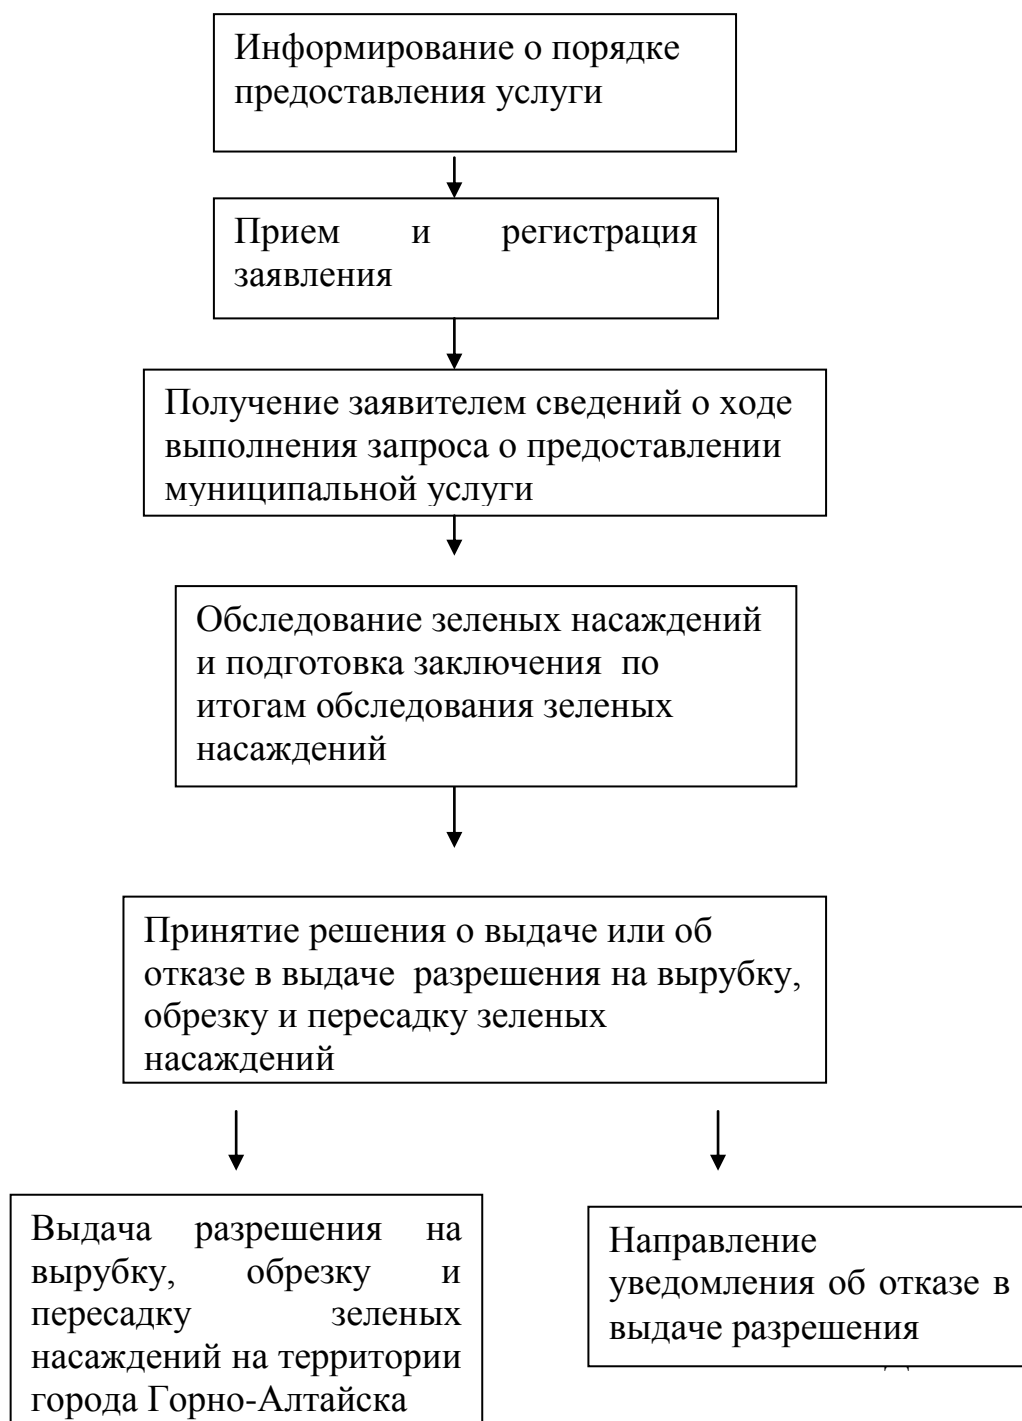 Информирование о порядке
предоставления услуги
Прием и регистрация
заявления
Получение заявителем сведений о ходе
выполнения запроса о предоставлении
муниципальной услуги
Обследование зеленых насаждений
и подготовка заключения по
итогам обследования зеленых
насаждений
Принятие решения о выдаче или об
отказе в выдаче разрешения на вырубку,
обрезку и пересадку зеленых
насаждений
Выдача разрешения на
вырубку, обрезку и
пересадку зеленых
насаждений на территории
города Горно-Алтайска
Направление
уведомления об отказе в
выдаче разрешения